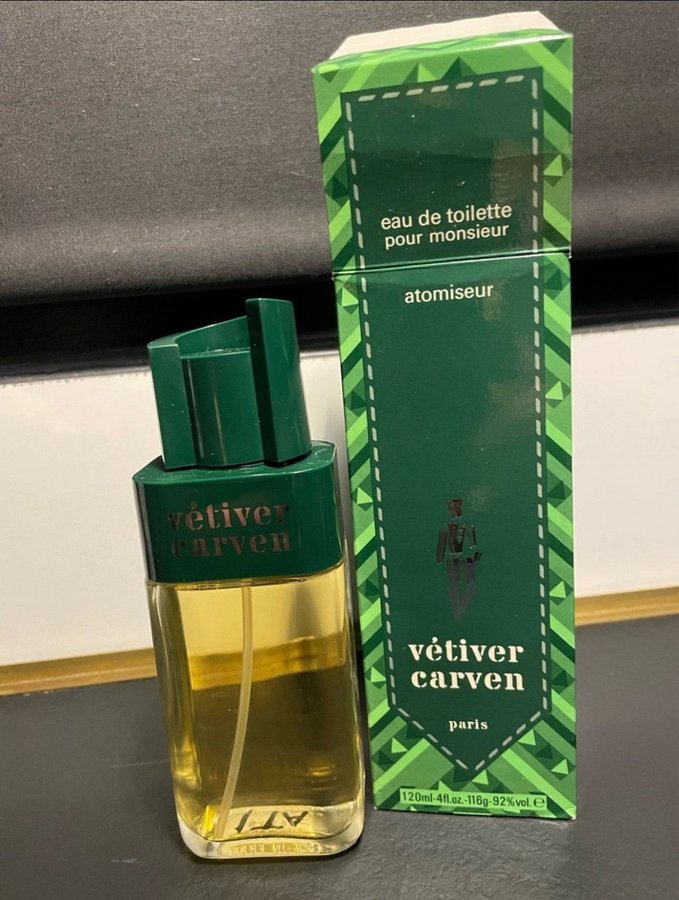 eau de toilette
pour monsieur
atomiseur
vétiver
carven
paris
120ml-4fl.oz.-116g-92%vol. ℮
vétiver
carven